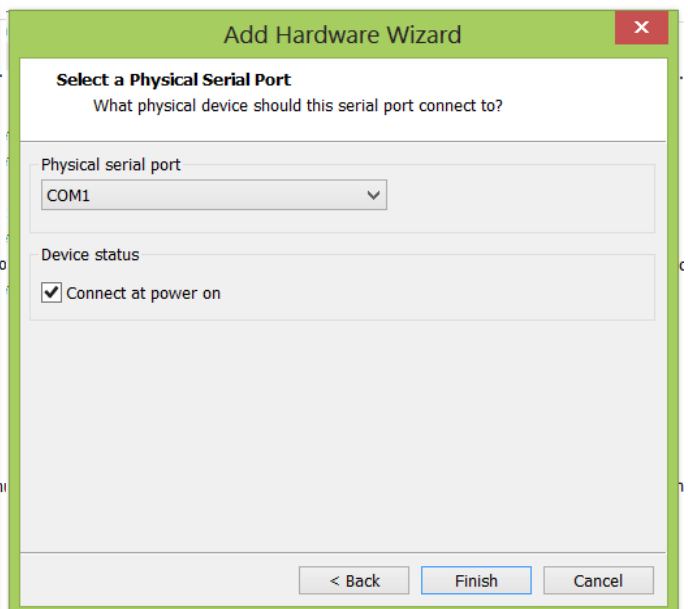 Add Hardware Wizard
Select a Physical Serial Port
What physical device should this serial port connect to?
Physical serial port
COM1
Device status
Connect at power on
< Back
Finish
Cancel